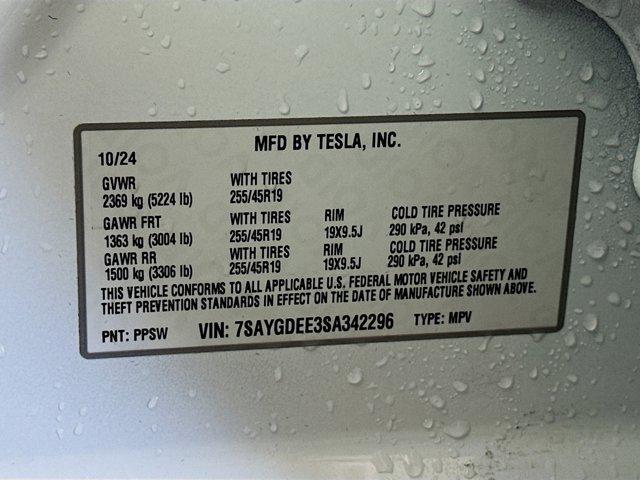 MFD BY TESLA, INC.
10/24
GVWR WITH TIRES
2369 kg (5224 lb) 255/45R19
GAWR FRT WITH TIRES RIM COLD TIRE PRESSURE
1363 kg (3004 lb) 255/45R19 19X9.5J 290 kPa, 42 psi
GAWR RR WITH TIRES RIM COLD TIRE PRESSURE
1500 kg (3306 lb) 255/45R19 19X9.5J 290 kPa, 42 psi
THIS VEHICLE CONFORMS TO ALL APPLICABLE U.S. FEDERAL MOTOR VEHICLE SAFETY AND
THEFT PREVENTION STANDARDS IN EFFECT ON THE DATE OF MANUFACTURE SHOWN ABOVE.
PNT: PPSW VIN: 7SAYGDEE3SA342296 TYPE: MPV